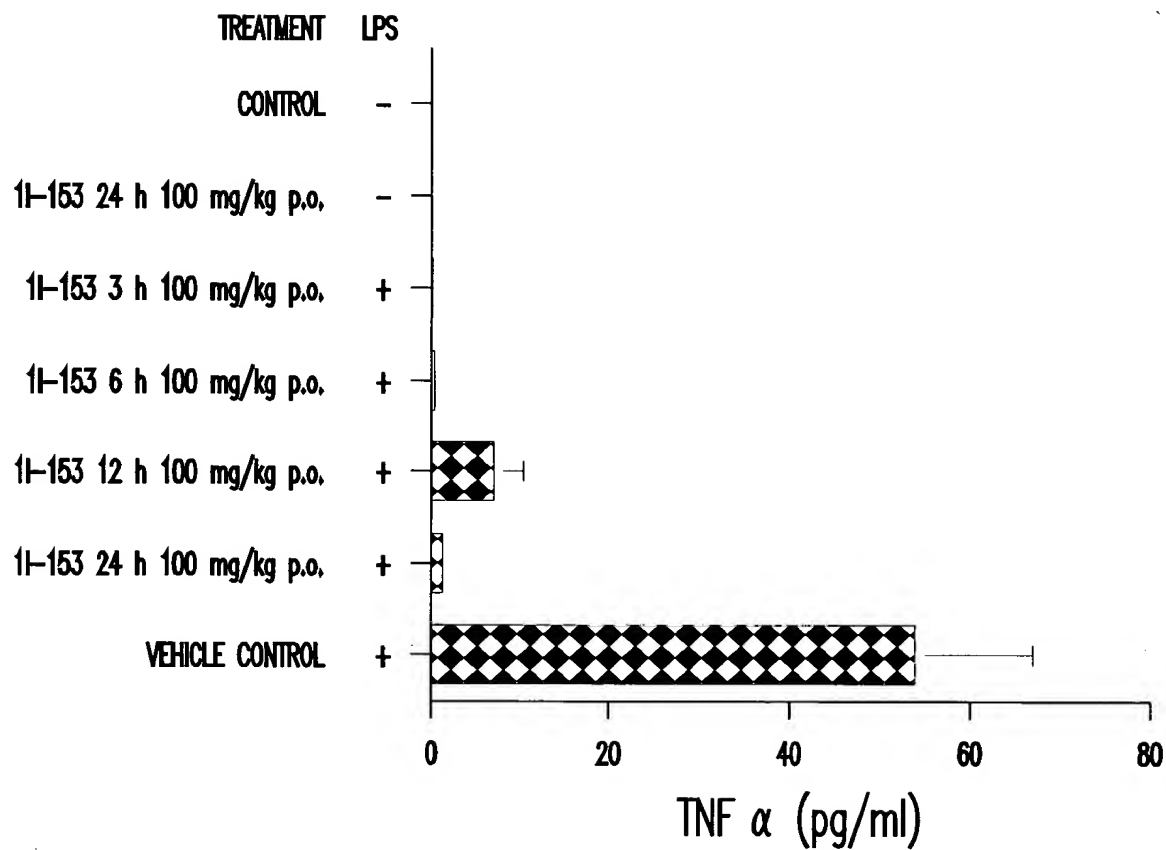 TREATMENT LPS
CONTROL -
1I-153 24 h 100 mg/kg p.o. -
1I-153 3 h 100 mg/kg p.o. +
1I-153 6 h 100 mg/kg p.o. +
1I-153 12 h 100 mg/kg p.o. +
1I-153 24 h 100 mg/kg p.o. +
VEHICLE CONTROL +
0 20 40 60 80
TNF α (pg/ml)